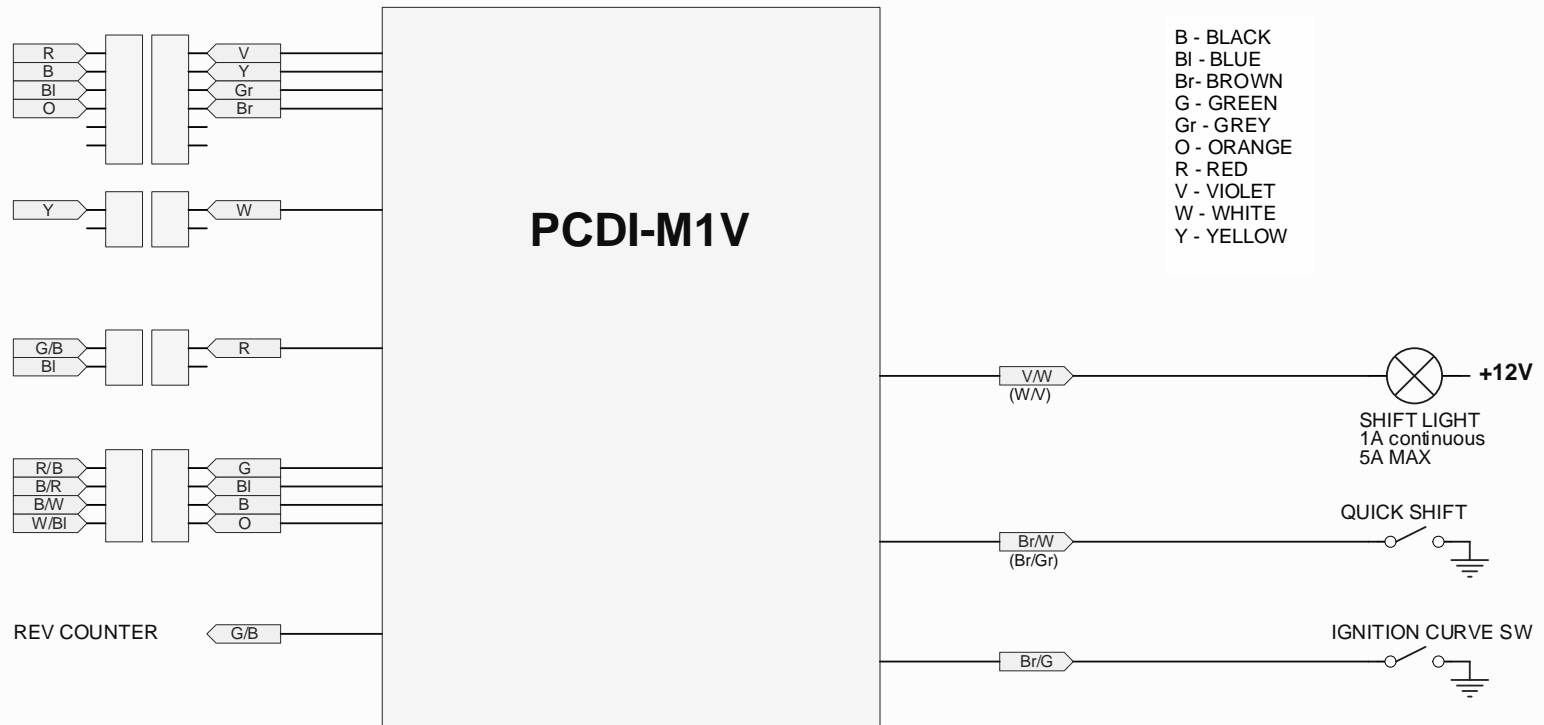 R
V
B
Y
Bl
Gr
O
Br
Y
W
G/B
R
Bl
R/B
G
B/R
Bl
B/W
B
W/Bl
O
REV COUNTER
G/B
PCDI-M1V
B - BLACK
Bl - BLUE
Br- BROWN
G - GREEN
Gr - GREY
O - ORANGE
R - RED
V - VIOLET
W - WHITE
Y - YELLOW
V/W
(W/V)
+12V
SHIFT LIGHT
1A continuous
5A MAX
QUICK SHIFT
Br/W
(Br/Gr)
IGNITION CURVE SW
Br/G